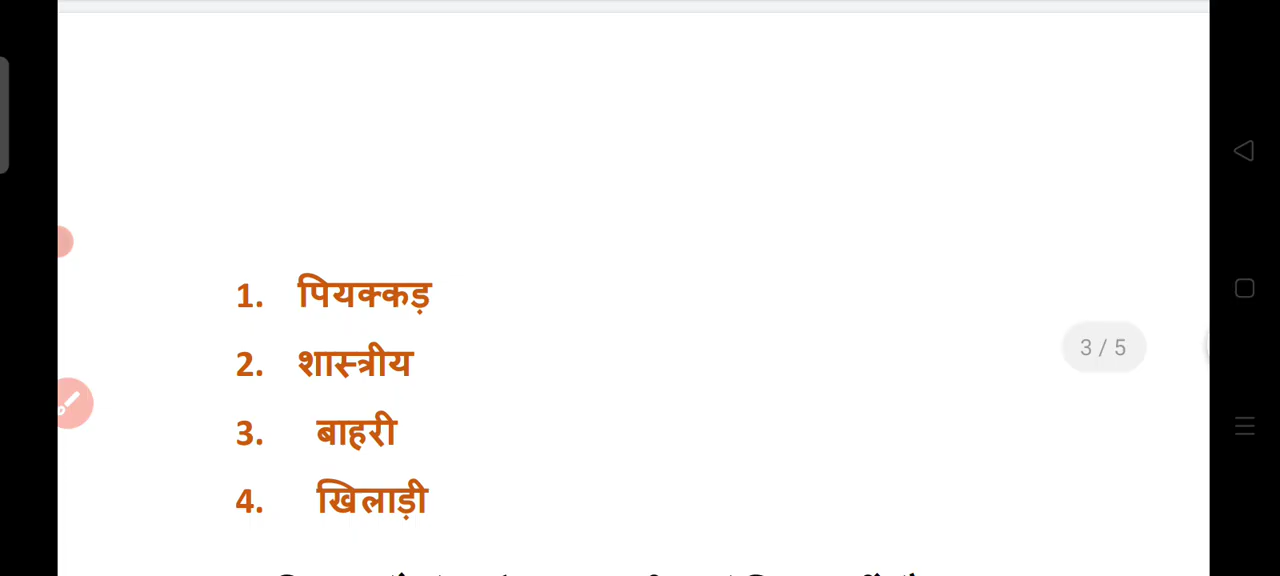 1. पियक्कड़
2. शास्त्रीय
3. बाहरी
4. खिलाड़ी
3 / 5